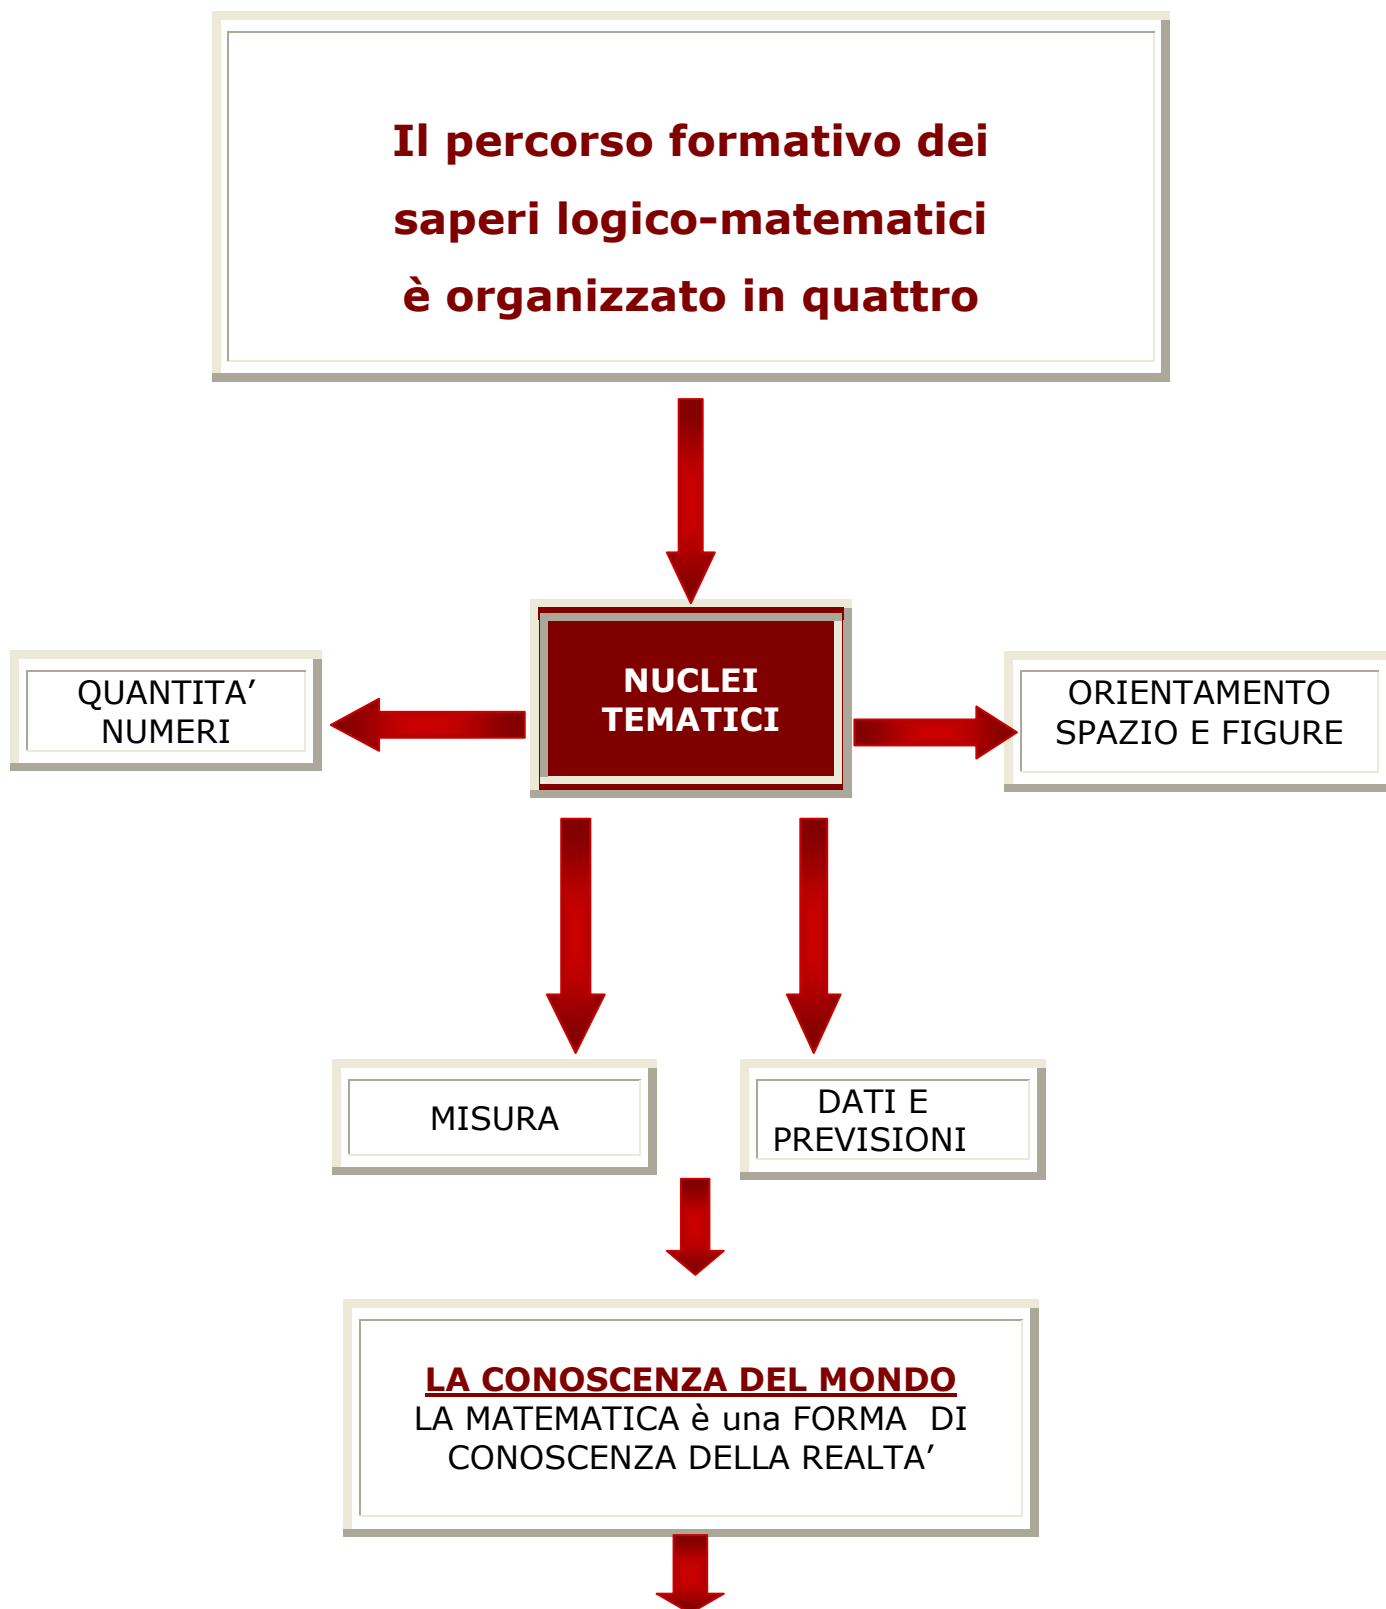 Il percorso formativo dei
saperi logico-matematici
è organizzato in quattro
NUCLEI
TEMATICI
QUANTITA’
NUMERI
ORIENTAMENTO
SPAZIO E FIGURE
MISURA
DATI E
PREVISIONI
LA CONOSCENZA DEL MONDO
LA MATEMATICA è una FORMA  DI
CONOSCENZA DELLA REALTA’